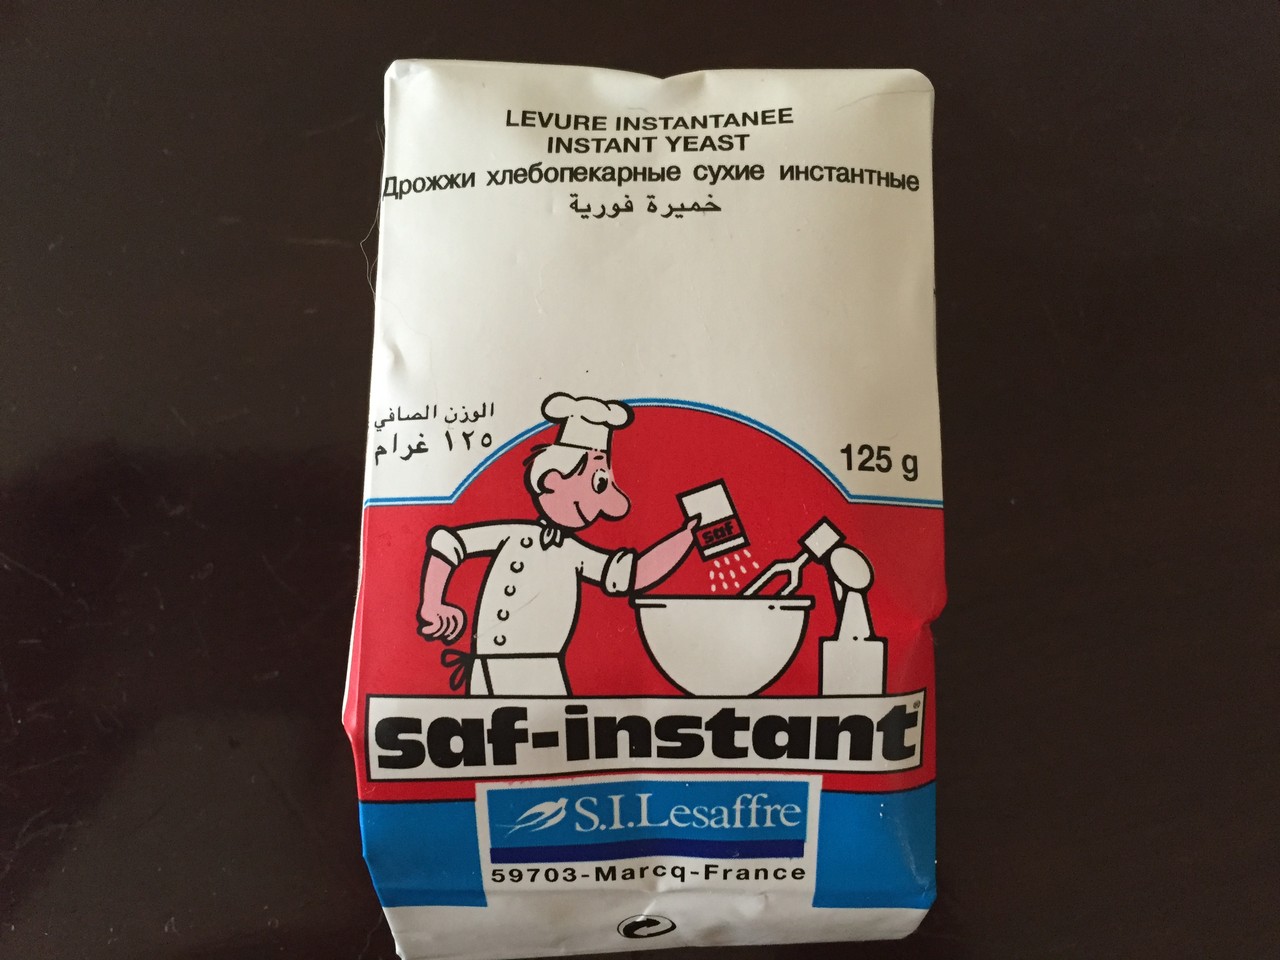 LEVURE INSTANTANEE
INSTANT YEAST
Дрожжи хлебопекарные сухие инстантные
خميرة فورية
الوزن الصافي
١٢٥ غرام
125 g
saf
saf-instant®
S.I.Lesaffre
59703-Marcq-France